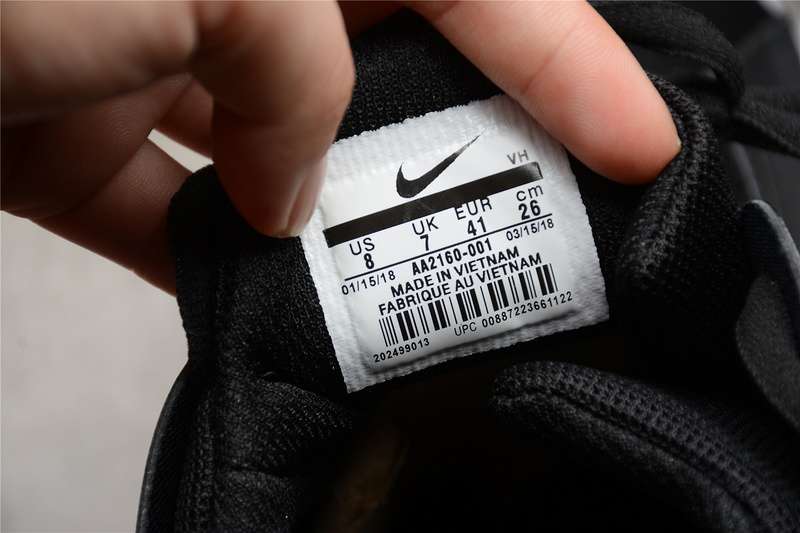 VH
US UK EUR cm
8 7 41 26
01/15/18 AA2160-001 03/15/18
MADE IN VIETNAM
FABRIQUE AU VIETNAM
202499013 UPC 00887223661122